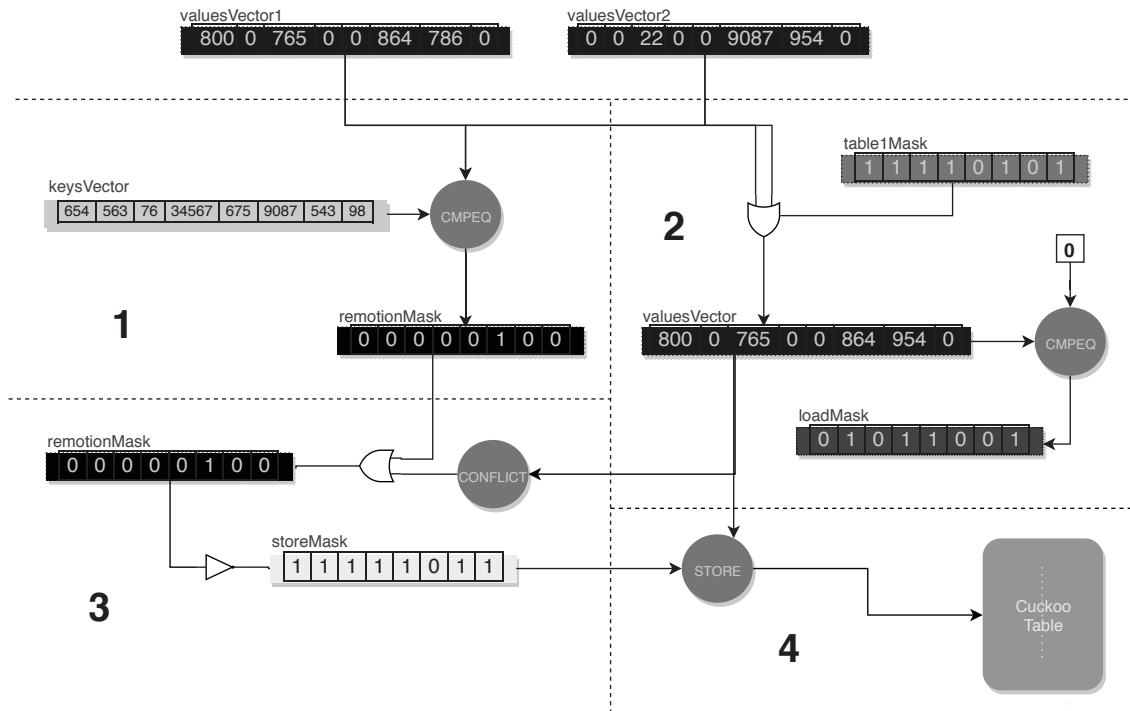 valuesVector1
800 0 765 0 0 864 786 0
valuesVector2
0 0 22 0 0 9087 954 0
keysVector
654 563 76 34567 675 9087 543 98
CMPEQ
1
remotionMask
0 0 0 0 0 1 0 0
table1Mask
1 1 1 1 0 1 0 1
2
0
valuesVector
800 0 765 0 0 864 954 0
CMPEQ
loadMask
0 1 0 1 1 0 0 1
remotionMask
0 0 0 0 0 1 0 0
CONFLICT
storeMask
1 1 1 1 1 0 1 1
3
STORE
4
Cuckoo
Table